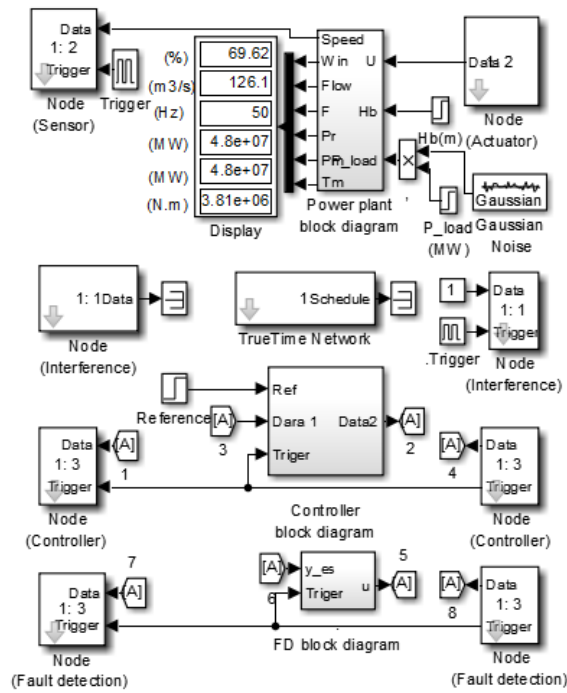 Data
1: 2
Trigger
Node
(Sensor)
Trigger
(%)
(m3/s)
(Hz)
(MW)
(MW)
(N.m)
69.62
126.1
50
4.8e+07
4.8e+07
3.81e+06
Display
Speed
Win
U
Flow
F
Hb
Pr
Pm_load
Tm
Power plant
block diagram
×
,
Data 2
Node
(Actuator)
Hb(m)
P_load
(MW)
Gaussian
Gaussian
Noise
1: 1Data
Node
(Interference)
1Schedule
TrueTime Network
1
.Trigger
Data
1: 1
Trigger
Node
(Interference)
Reference
Ref
Dara 1
Data2
Triger
[A]
3
[A]
2
Controller
block diagram
Data
1: 3
Trigger
[A]
1
Node
(Controller)
[A]
4
Data
1: 3
Trigger
Node
(Controller)
7
[A]
Data
1: 3
Trigger
Node
(Fault detection)
[A]
6
y_es
u
Triger
5
[A]
FD block diagram
[A]
8
Data
1: 3
Trigger
Node
(Fault detection)